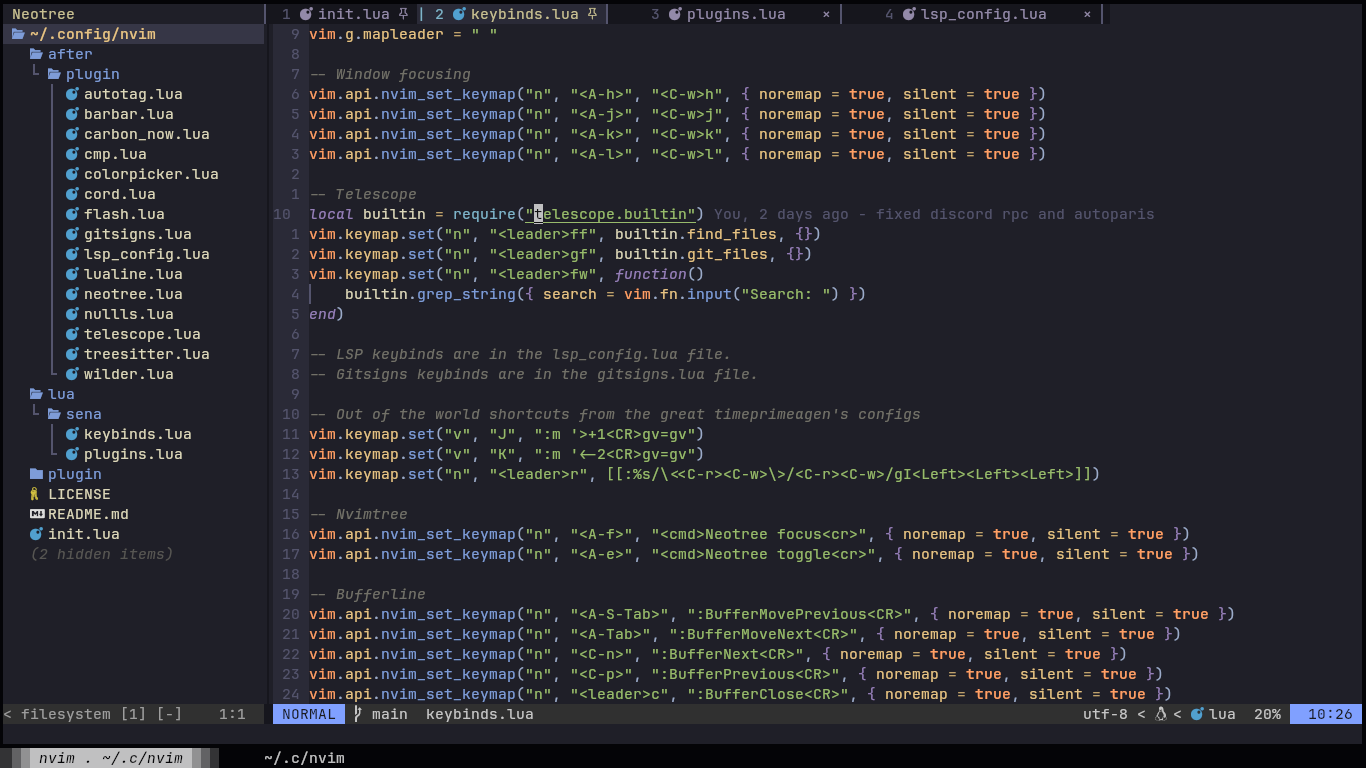 Neotree
~/.config/nvim
after
plugin
autotag.lua
barbar.lua
carbon_now.lua
cmp.lua
colorpicker.lua
cord.lua
flash.lua
gitsigns.lua
lsp_config.lua
lualine.lua
neotree.lua
nullls.lua
telescope.lua
treesitter.lua
wilder.lua
lua
sena
keybinds.lua
plugins.lua
plugin
LICENSE
README.md
init.lua
(2 hidden items)
< filesystem [1] [-] 1:1
1 init.lua 2 keybinds.lua 3 plugins.lua × 4 lsp_config.lua ×
9 vim.g.mapleader = " "
8
7 -- Window focusing
6 vim.api.nvim_set_keymap("n", "<A-h>", "<C-w>h", { noremap = true, silent = true })
5 vim.api.nvim_set_keymap("n", "<A-j>", "<C-w>j", { noremap = true, silent = true })
4 vim.api.nvim_set_keymap("n", "<A-k>", "<C-w>k", { noremap = true, silent = true })
3 vim.api.nvim_set_keymap("n", "<A-l>", "<C-w>l", { noremap = true, silent = true })
2
1 -- Telescope
10 local builtin = require("telescope.builtin") You, 2 days ago - fixed discord rpc and autoparis
1 vim.keymap.set("n", "<leader>ff", builtin.find_files, {})
2 vim.keymap.set("n", "<leader>gf", builtin.git_files, {})
3 vim.keymap.set("n", "<leader>fw", function()
4 builtin.grep_string({ search = vim.fn.input("Search: ") })
5 end)
6
7 -- LSP keybinds are in the lsp_config.lua file.
8 -- Gitsigns keybinds are in the gitsigns.lua file.
9
10 -- Out of the world shortcuts from the great timeprimeagen's configs
11 vim.keymap.set("v", "J", ":m '>+1<CR>gv=gv")
12 vim.keymap.set("v", "K", ":m '<-2<CR>gv=gv")
13 vim.keymap.set("n", "<leader>r", [[:%s/\<<C-r><C-w>\>/<C-r><C-w>/gI<Left><Left><Left>]])
14
15 -- Nvimtree
16 vim.api.nvim_set_keymap("n", "<A-f>", "<cmd>Neotree focus<cr>", { noremap = true, silent = true })
17 vim.api.nvim_set_keymap("n", "<A-e>", "<cmd>Neotree toggle<cr>", { noremap = true, silent = true })
18
19 -- Bufferline
20 vim.api.nvim_set_keymap("n", "<A-S-Tab>", ":BufferMovePrevious<CR>", { noremap = true, silent = true })
21 vim.api.nvim_set_keymap("n", "<A-Tab>", ":BufferMoveNext<CR>", { noremap = true, silent = true })
22 vim.api.nvim_set_keymap("n", "<C-n>", ":BufferNext<CR>", { noremap = true, silent = true })
23 vim.api.nvim_set_keymap("n", "<C-p>", ":BufferPrevious<CR>", { noremap = true, silent = true })
24 vim.api.nvim_set_keymap("n", "<leader>c", ":BufferClose<CR>", { noremap = true, silent = true })
NORMAL main keybinds.lua utf-8 < < lua 20% 10:26
nvim . ~/.c/nvim ~/.c/nvim